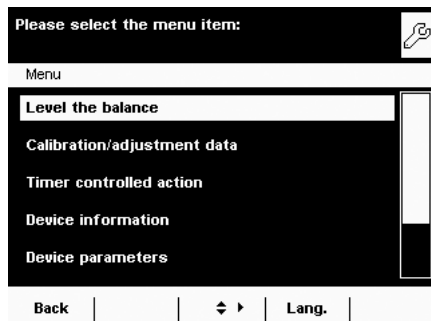 Please select the menu item:
Menu
Level the balance
Calibration/adjustment data
Timer controlled action
Device information
Device parameters
Back Lang.